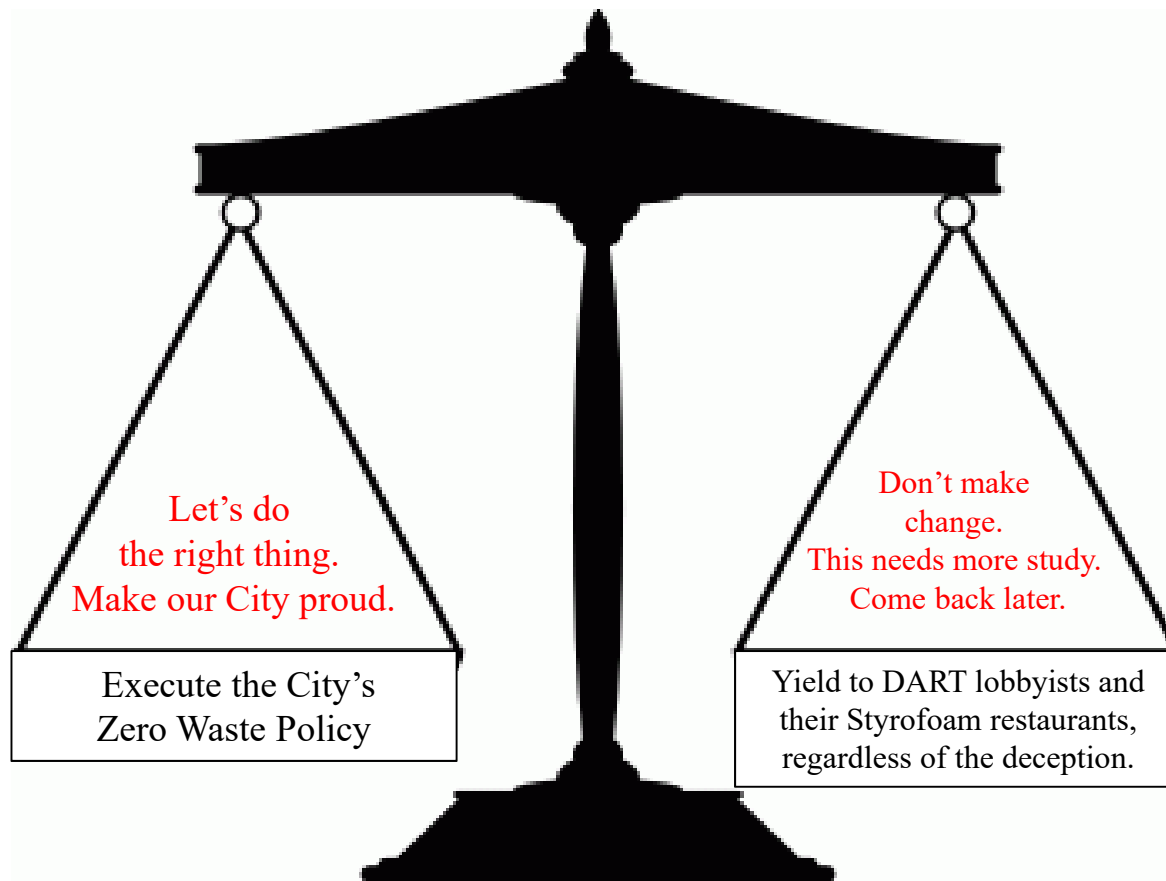 Let’s do
the right thing.
Make our City proud.
Execute the City’s
Zero Waste Policy
Don’t make
change.
This needs more study.
Come back later.
Yield to DART lobbyists and
their Styrofoam restaurants,
regardless of the deception.